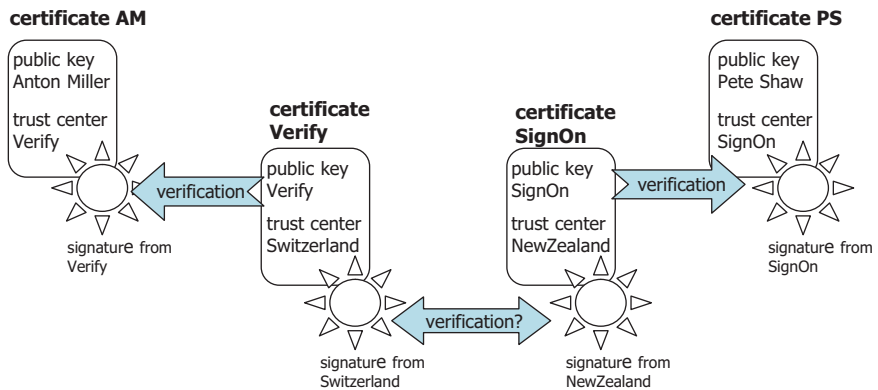 certificate AM
public key
Anton Miller
trust center
Verify
signature from
Verify
verification
certificate
Verify
public key
Verify
trust center
Switzerland
signature from
Switzerland
verification?
certificate
SignOn
public key
SignOn
trust center
NewZealand
signature from
NewZealand
verification
certificate PS
public key
Pete Shaw
trust center
SignOn
signature from
SignOn